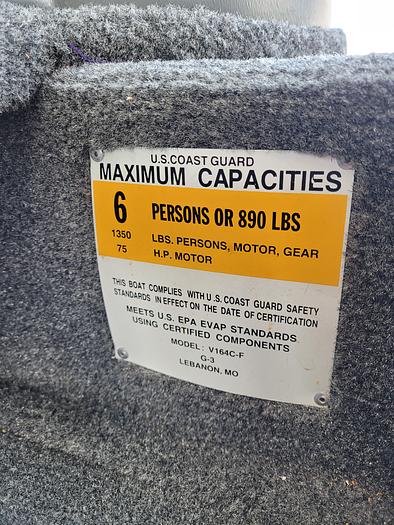 U.S.COAST GUARD
MAXIMUM CAPACITIES
6 PERSONS OR 890 LBS
1350 LBS. PERSONS, MOTOR, GEAR
75 H.P. MOTOR
THIS BOAT COMPLIES WITH U.S. COAST GUARD SAFETY
STANDARDS IN EFFECT ON THE DATE OF CERTIFICATION
MEETS U.S. EPA EVAP STANDARDS
USING CERTIFIED COMPONENTS
MODEL: V164C-F
G-3
LEBANON, MO